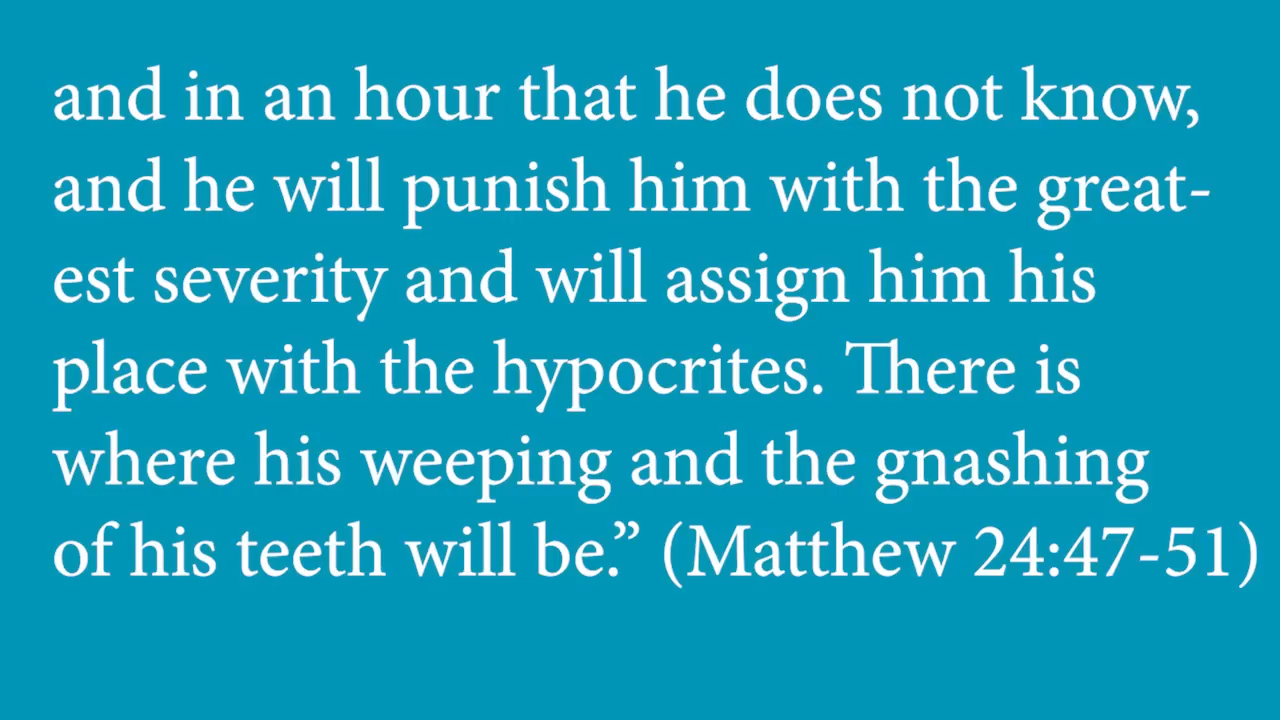 and in an hour that he does not know,
and he will punish him with the great-
est severity and will assign him his
place with the hypocrites. There is
where his weeping and the gnashing
of his teeth will be.” (Matthew 24:47-51)